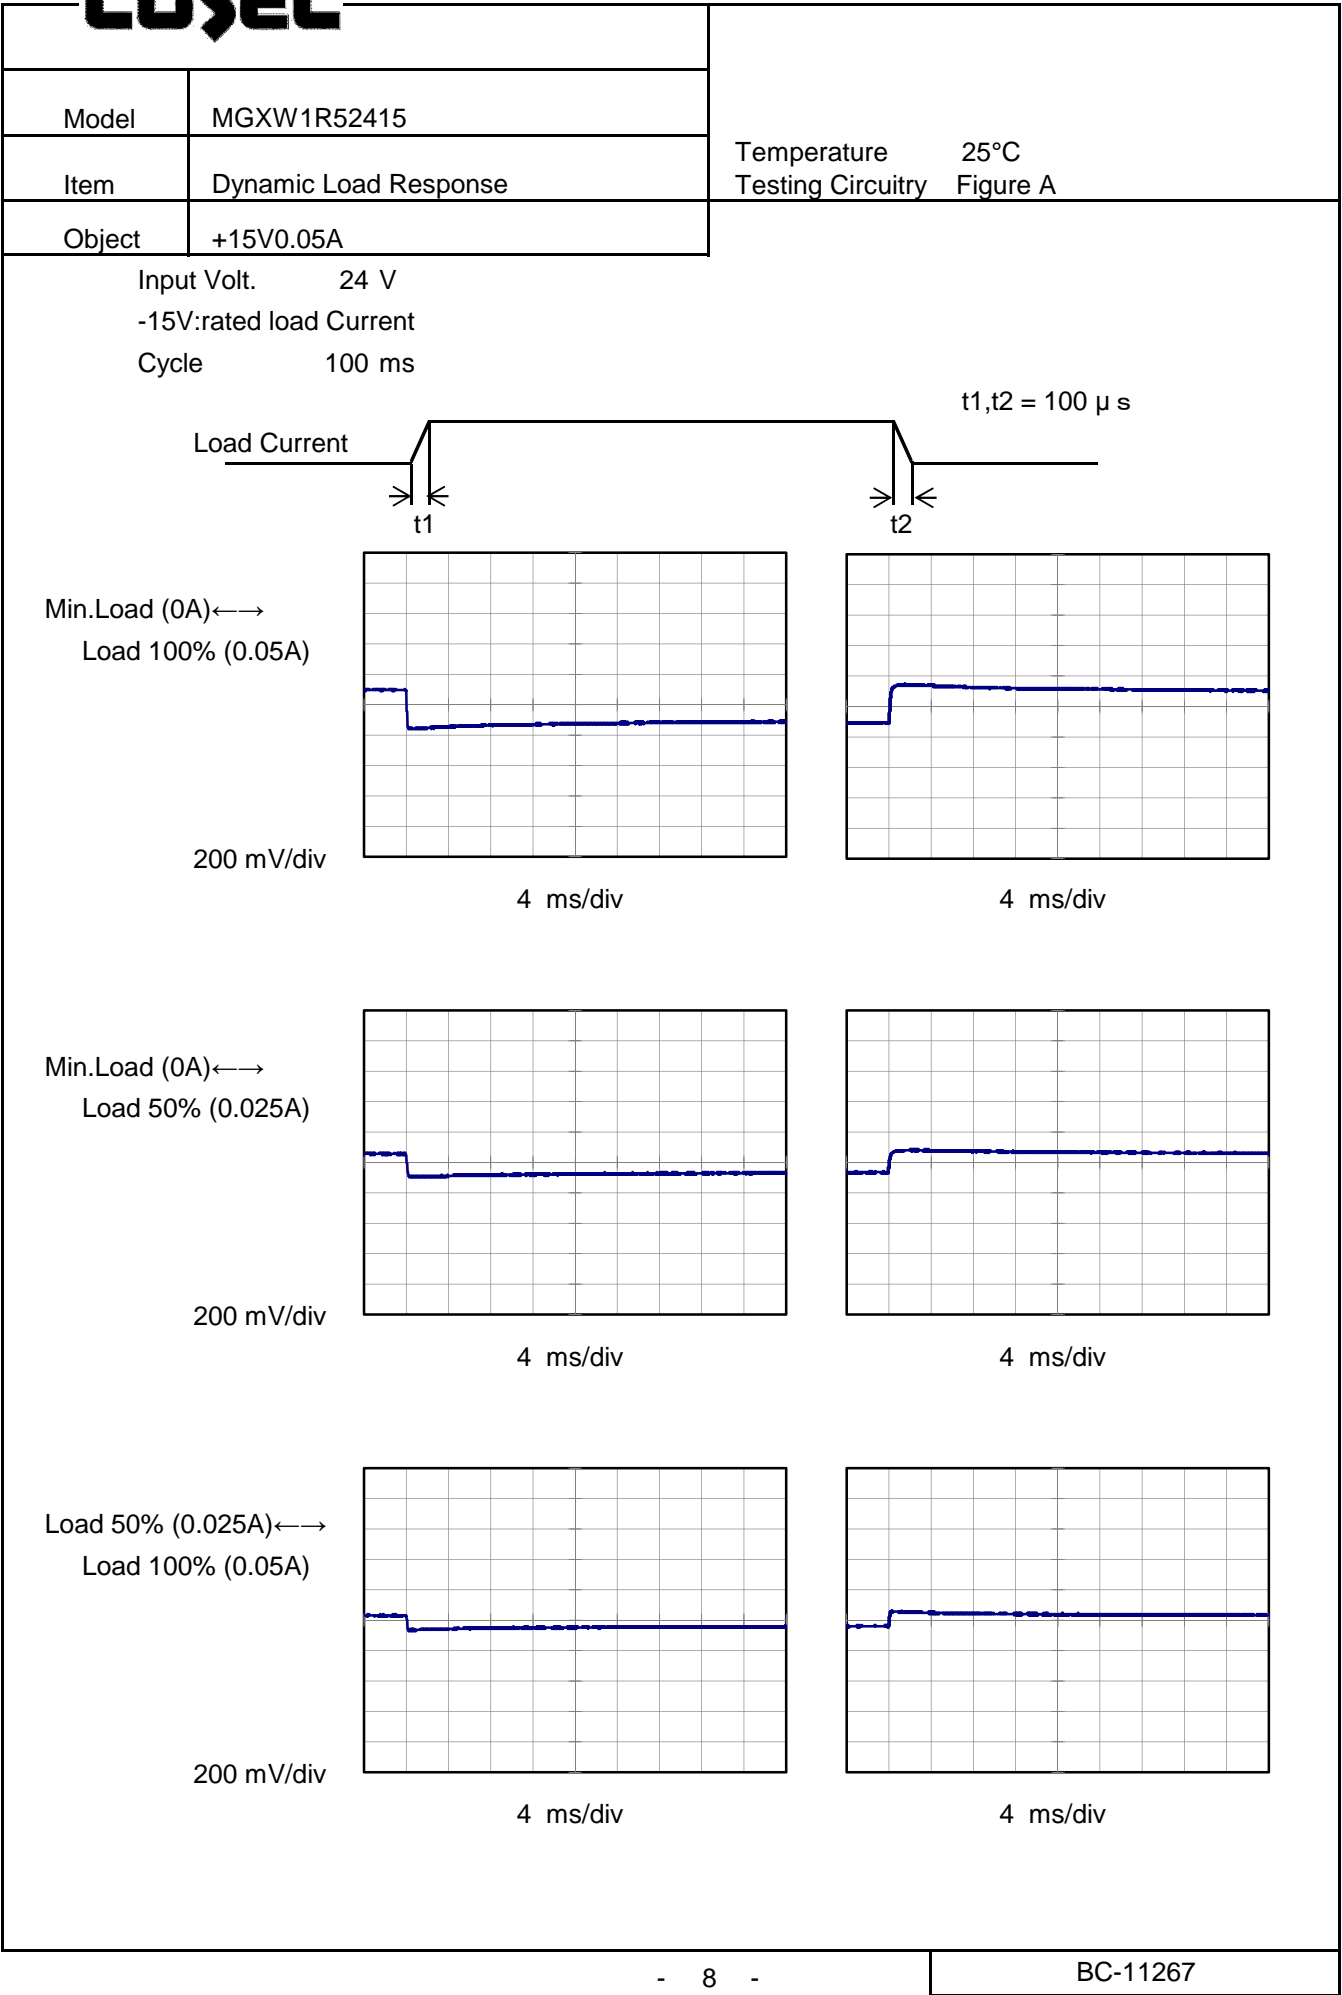 COSEL
Model MGXW1R52415
Item Dynamic Load Response
Object +15V0.05A
Temperature 25°C
Testing Circuitry Figure A
Input Volt. 24 V
-15V:rated load Current
Cycle 100 ms
t1,t2 = 100 μs
Load Current
t1 t2
Min.Load (0A)←→
Load 100% (0.05A)
200 mV/div
4 ms/div 4 ms/div
Min.Load (0A)←→
Load 50% (0.025A)
200 mV/div
4 ms/div 4 ms/div
Load 50% (0.025A)←→
Load 100% (0.05A)
200 mV/div
4 ms/div 4 ms/div
- 8 - BC-11267